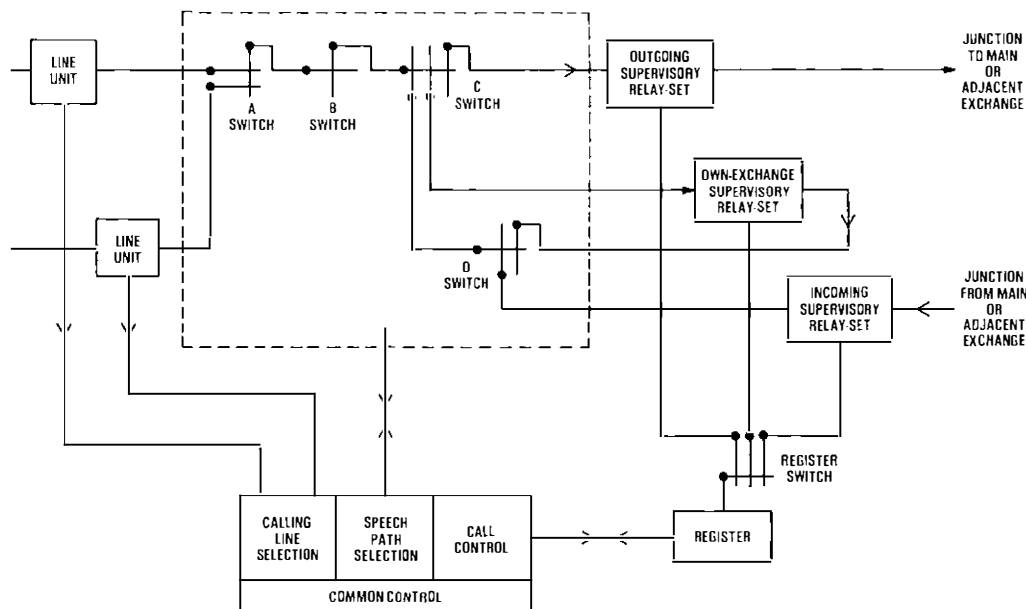 LINE
UNIT
A
SWITCH
B
SWITCH
C
SWITCH
OUTGOING
SUPERVISORY
RELAY-SET
JUNCTION
TO MAIN
OR
ADJACENT
EXCHANGE
OWN-EXCHANGE
SUPERVISORY
RELAY-SET
LINE
UNIT
D
SWITCH
INCOMING
SUPERVISORY
RELAY-SET
JUNCTION
FROM MAIN
OR
ADJACENT
EXCHANGE
REGISTER
SWITCH
CALLING
LINE
SELECTION
SPEECH
PATH
SELECTION
CALL
CONTROL
REGISTER
COMMON CONTROL